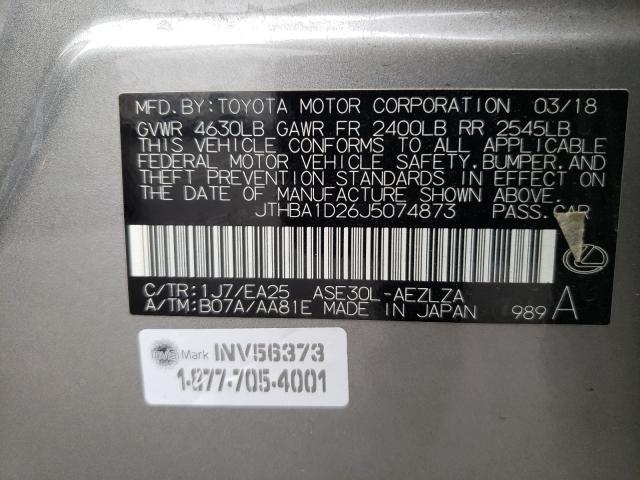 MFD. BY: TOYOTA MOTOR CORPORATION 03/18
GVWR 4630LB GAWR FR 2400LB RR 2545LB
THIS VEHICLE CONFORMS TO ALL APPLICABLE
FEDERAL MOTOR VEHICLE SAFETY, BUMPER, AND
THEFT PREVENTION STANDARDS IN EFFECT ON
THE DATE OF MANUFACTURE SHOWN ABOVE.
JTHBA1D26J5074873 PASS. CAR
C/TR: 1J7/EA25 ASE30L-AEZLZA
A/TM: B07A/AA81E MADE IN JAPAN 989 A
Mark INV56373
1-877-705-4001